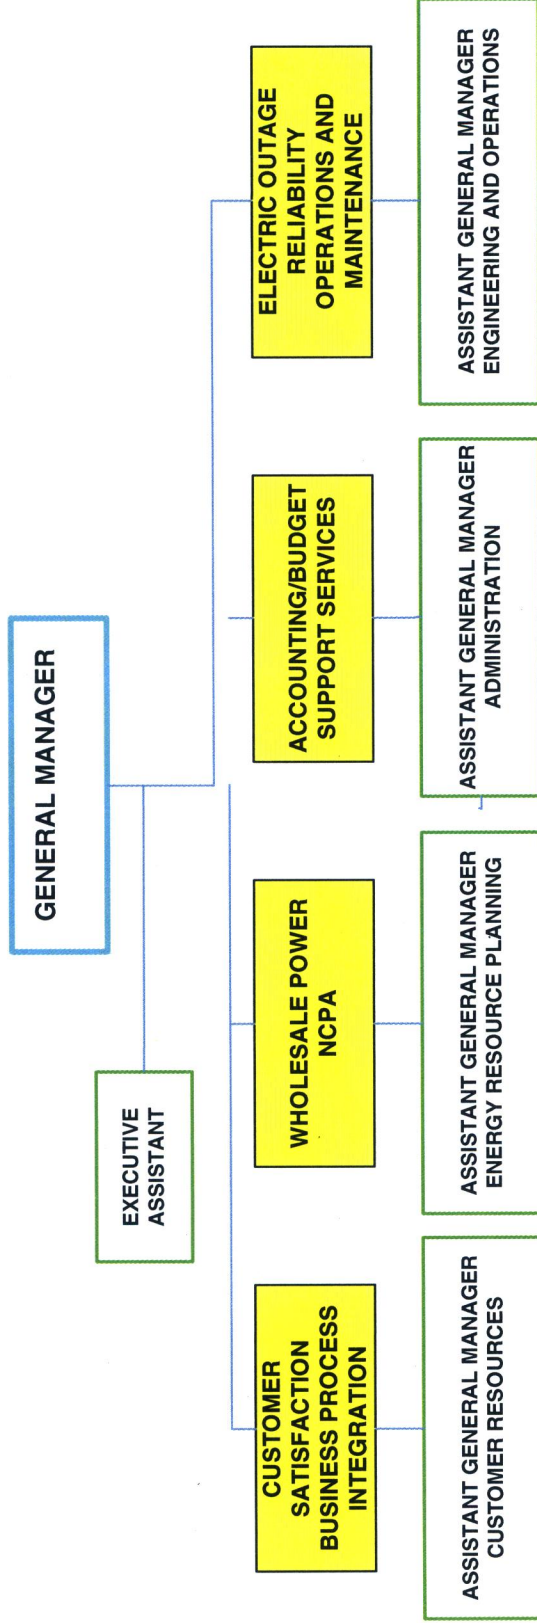 GENERAL MANAGER
EXECUTIVE
ASSISTANT
CUSTOMER
SATISFACTION
BUSINESS PROCESS
INTEGRATION
WHOLESALE POWER
NCPA
ACCOUNTING/BUDGET
SUPPORT SERVICES
ELECTRIC OUTAGE
RELIABILITY
OPERATIONS AND
MAINTENANCE
ASSISTANT GENERAL MANAGER
CUSTOMER RESOURCES
ASSISTANT GENERAL MANAGER
ENERGY RESOURCE PLANNING
ASSISTANT GENERAL MANAGER
ADMINISTRATION
ASSISTANT GENERAL MANAGER
ENGINEERING AND OPERATIONS